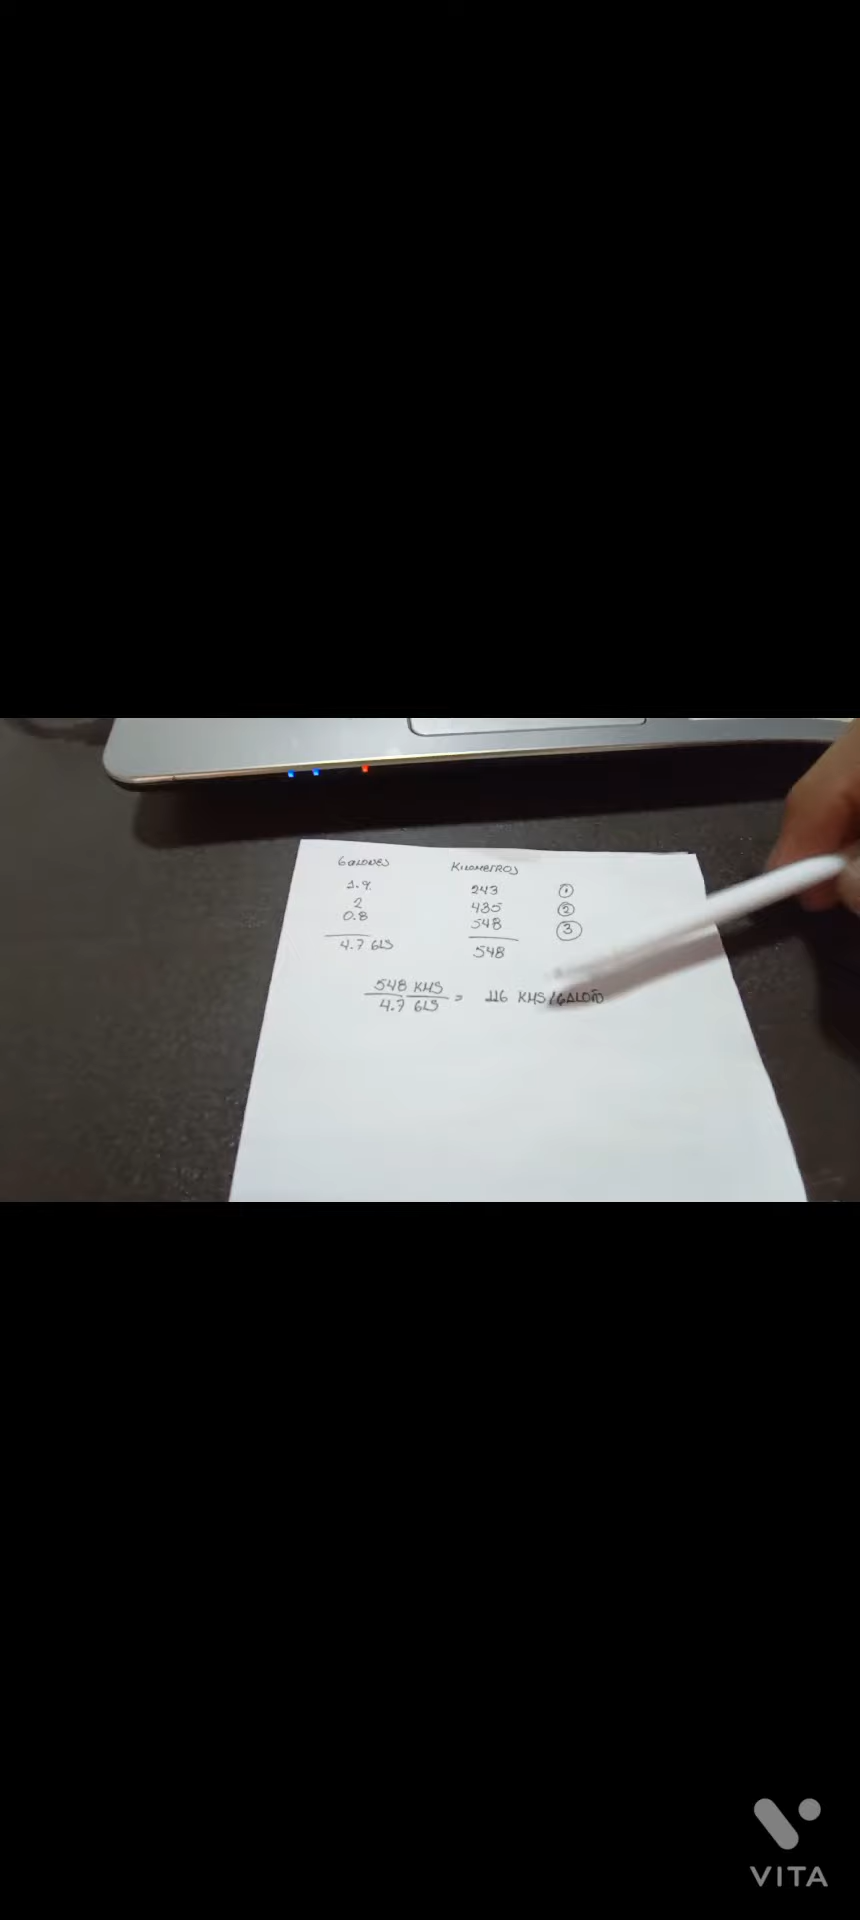 GALONES KILOMETROS
1.9 243 1
2 435 2
0.8 548 3
4.7 GLS 548
548 KMS
4.7 GLS = 116 KMS/GALON
VITA